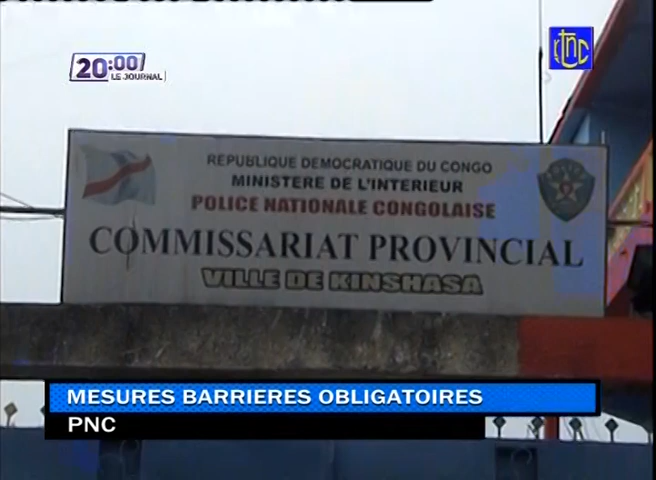 20:00
LE JOURNAL
rtnc
REPUBLIQUE DEMOCRATIQUE DU CONGO
MINISTERE DE L'INTERIEUR
POLICE NATIONALE CONGOLAISE
COMMISSARIAT PROVINCIAL
VILLE DE KINSHASA
MESURES BARRIERES OBLIGATOIRES
PNC